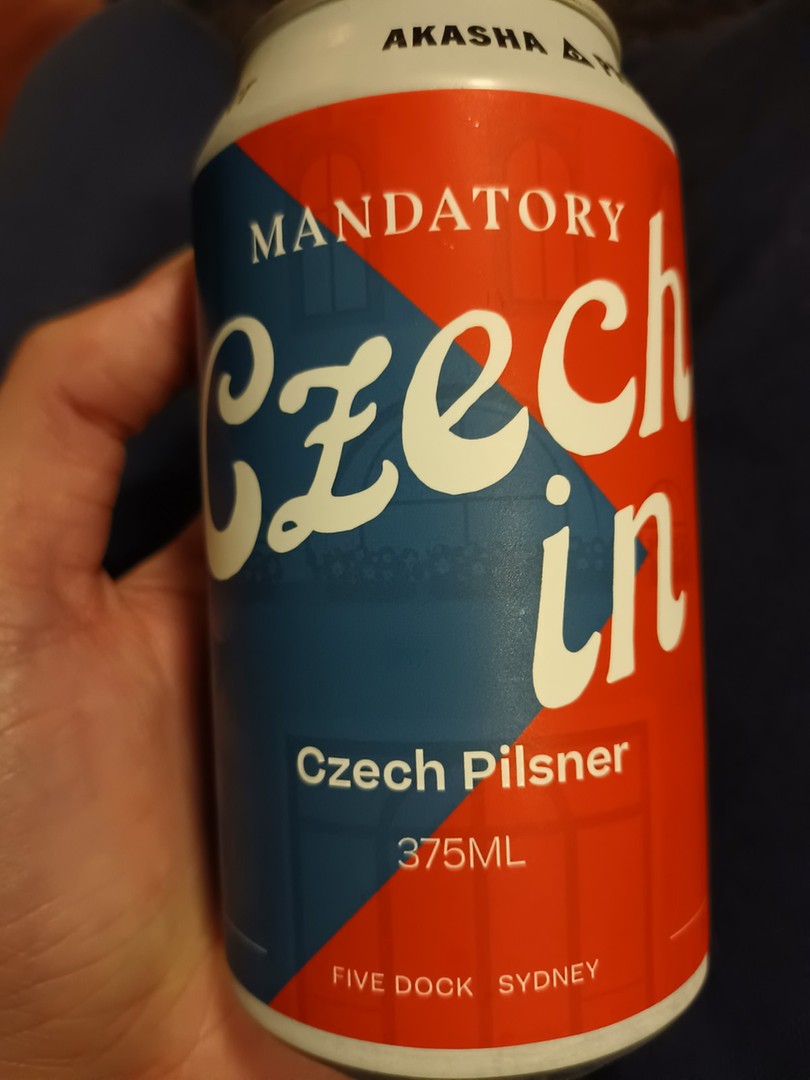 AKASHA
MANDATORY
Czech
in
Czech Pilsner
375ML
FIVE DOCK SYDNEY